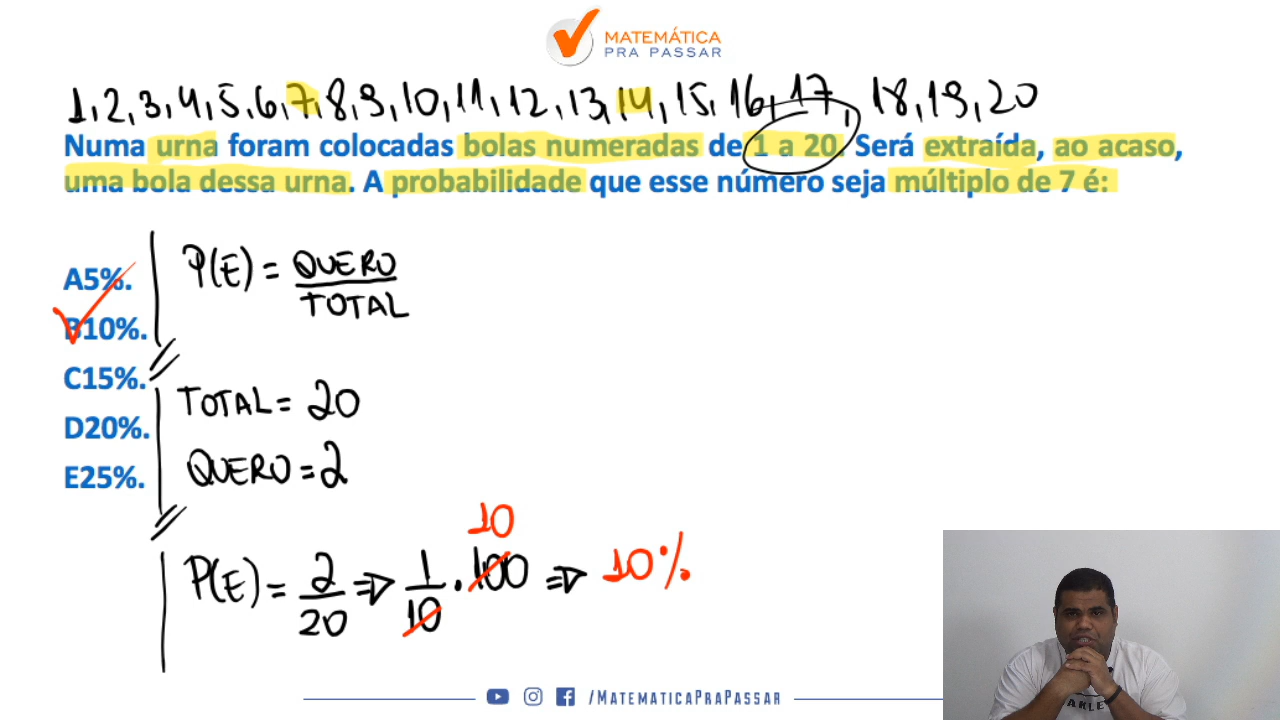 MATEMÁTICA
PRA PASSAR
1, 2, 3, 4, 5, 6, 7, 8, 9, 10, 11, 12, 13, 14, 15, 16, 17, 18, 19, 20
Numa urna foram colocadas bolas numeradas de 1 a 20. Será extraída, ao acaso,
uma bola dessa urna. A probabilidade que esse número seja múltiplo de 7 é:
A5%.
B10%.
C15%.
D20%.
E25%.
P(E) = QUERO
TOTAL
TOTAL = 20
QUERO = 2
10
P(E) = 2/20 ⇒ 1/10 . 100 ⇒ 10%
/MATEMATICAPRAPASSAR
OAKLEY